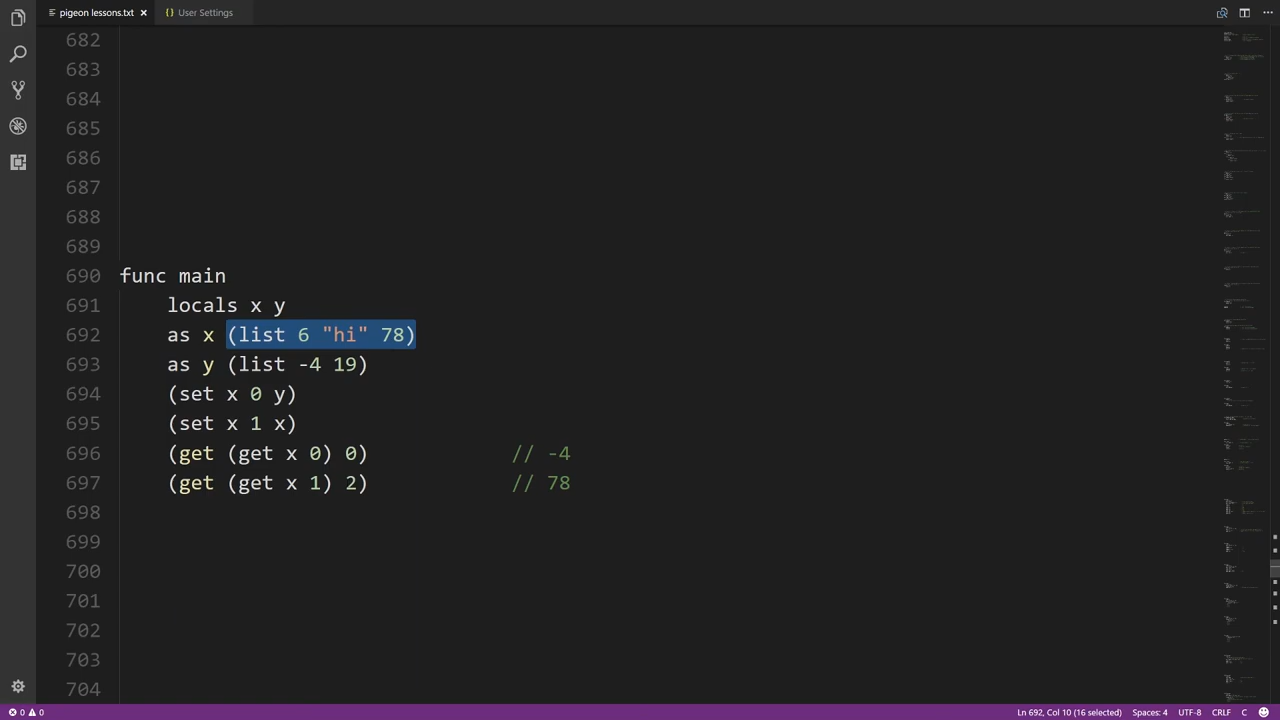 pigeon lessons.txt
User Settings
682
683
684
685
686
687
688
689
690 func main
691 locals x y
692 as x (list 6 "hi" 78)
693 as y (list -4 19)
694 (set x 0 y)
695 (set x 1 x)
696 (get (get x 0) 0) // -4
697 (get (get x 1) 2) // 78
698
699
700
701
702
703
704
0 0 Ln 692, Col 10 (16 selected) Spaces: 4 UTF-8 CRLF C